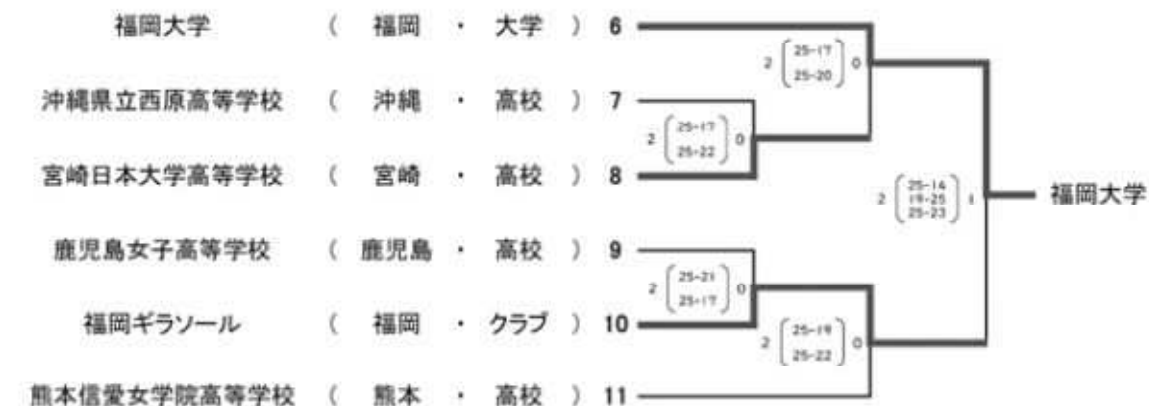 福岡大学 ( 福岡 ・ 大学 ) 6
2 25-17 25-20 0
沖縄県立西原高等学校 ( 沖縄 ・ 高校 ) 7
2 25-17 25-22 0
宮崎日本大学高等学校 ( 宮崎 ・ 高校 ) 8
2 25-14 19-25 25-23 1
福岡大学
鹿児島女子高等学校 ( 鹿児島 ・ 高校 ) 9
2 25-21 25-17 0
福岡ギラソール ( 福岡 ・ クラブ ) 10
2 25-19 25-22 0
熊本信愛女学院高等学校 ( 熊本 ・ 高校 ) 11